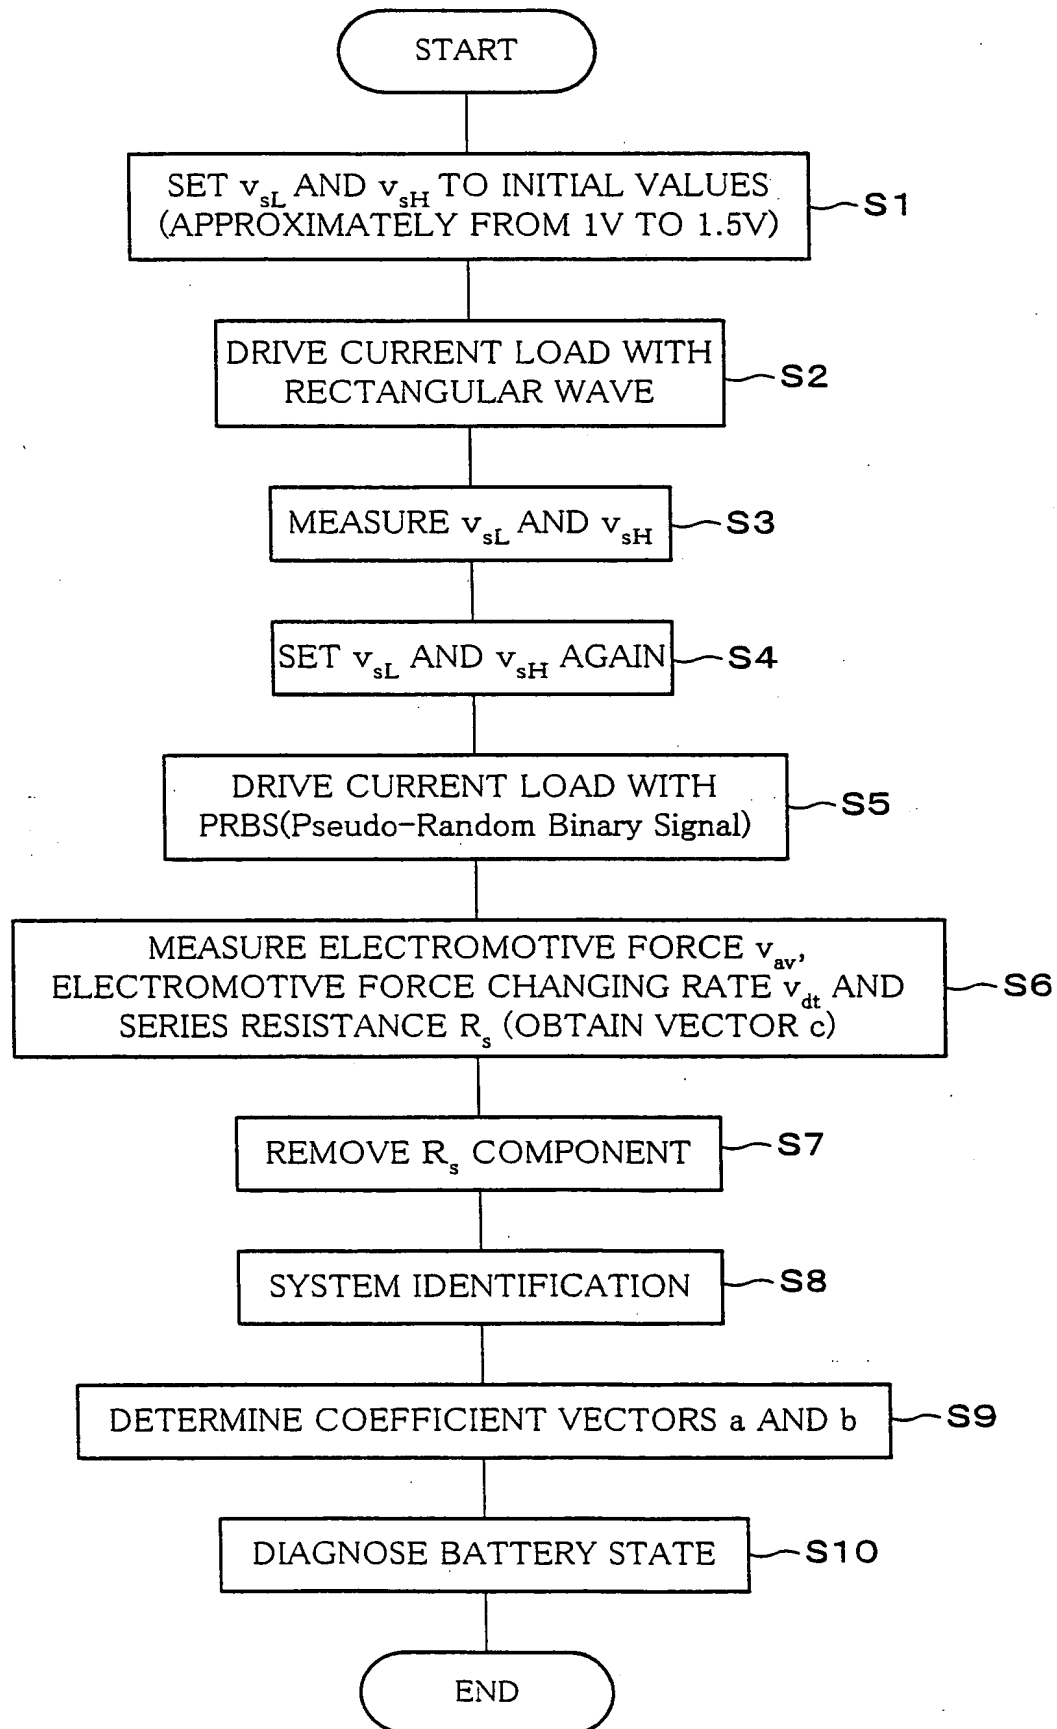 START
SET vsL AND vsH TO INITIAL VALUES
(APPROXIMATELY FROM 1V TO 1.5V)
S1
DRIVE CURRENT LOAD WITH
RECTANGULAR WAVE
S2
MEASURE vsL AND vsH
S3
SET vsL AND vsH AGAIN
S4
DRIVE CURRENT LOAD WITH
PRBS(Pseudo-Random Binary Signal)
S5
MEASURE ELECTROMOTIVE FORCE vav,
ELECTROMOTIVE FORCE CHANGING RATE vdt AND
SERIES RESISTANCE Rs (OBTAIN VECTOR c)
S6
REMOVE Rs COMPONENT
S7
SYSTEM IDENTIFICATION
S8
DETERMINE COEFFICIENT VECTORS a AND b
S9
DIAGNOSE BATTERY STATE
S10
END